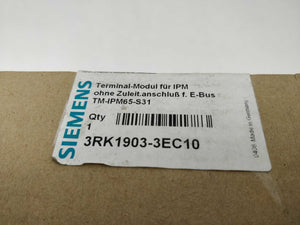 SIEMENS
Terminal-Modul für IPM
ohne Zuleit.anschluß f. E-Bus
TM-IPM65-S31
Qty
1
3RK1903-3EC10
Made in Germany